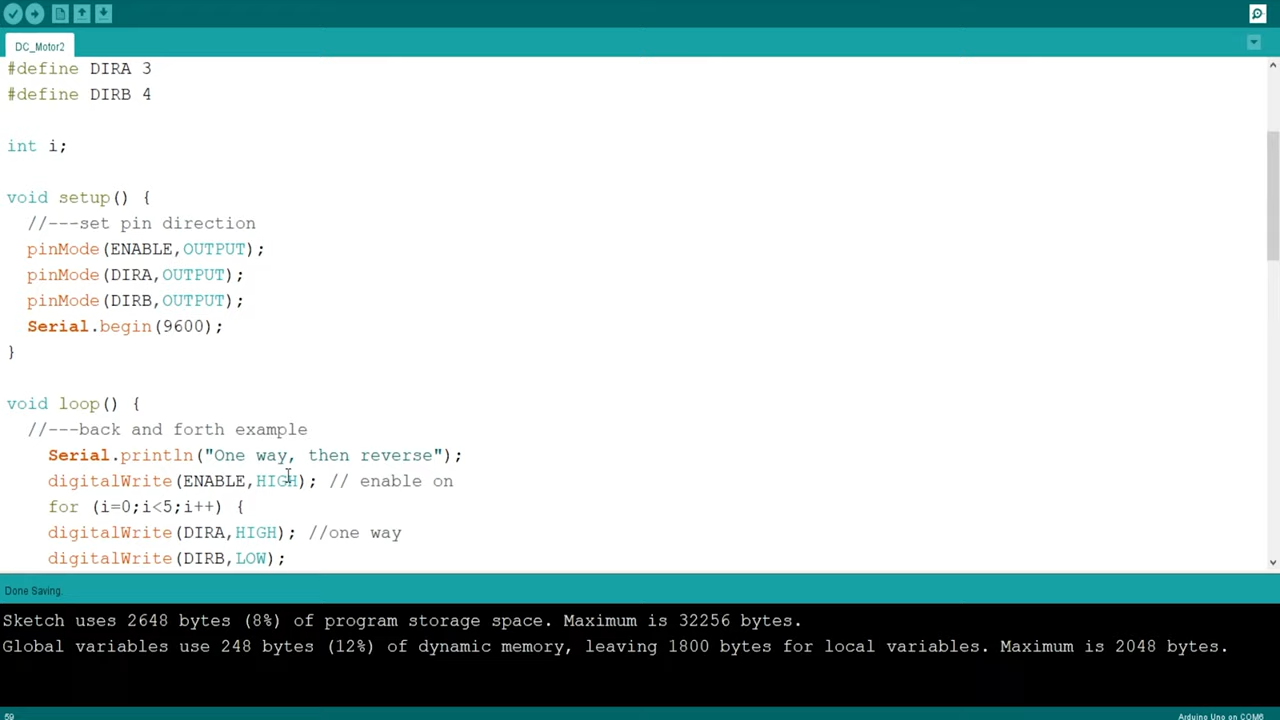 DC_Motor2
#define DIRA 3
#define DIRB 4
int i;
void setup() {
//---set pin direction
pinMode(ENABLE,OUTPUT);
pinMode(DIRA,OUTPUT);
pinMode(DIRB,OUTPUT);
Serial.begin(9600);
}
void loop() {
//---back and forth example
Serial.println("One way, then reverse");
digitalWrite(ENABLE,HIGH); // enable on
for (i=0;i<5;i++) {
digitalWrite(DIRA,HIGH); //one way
digitalWrite(DIRB,LOW);
Done Saving.
Sketch uses 2648 bytes (8%) of program storage space. Maximum is 32256 bytes.
Global variables use 248 bytes (12%) of dynamic memory, leaving 1800 bytes for local variables. Maximum is 2048 bytes.
59 Arduino Uno on COM6